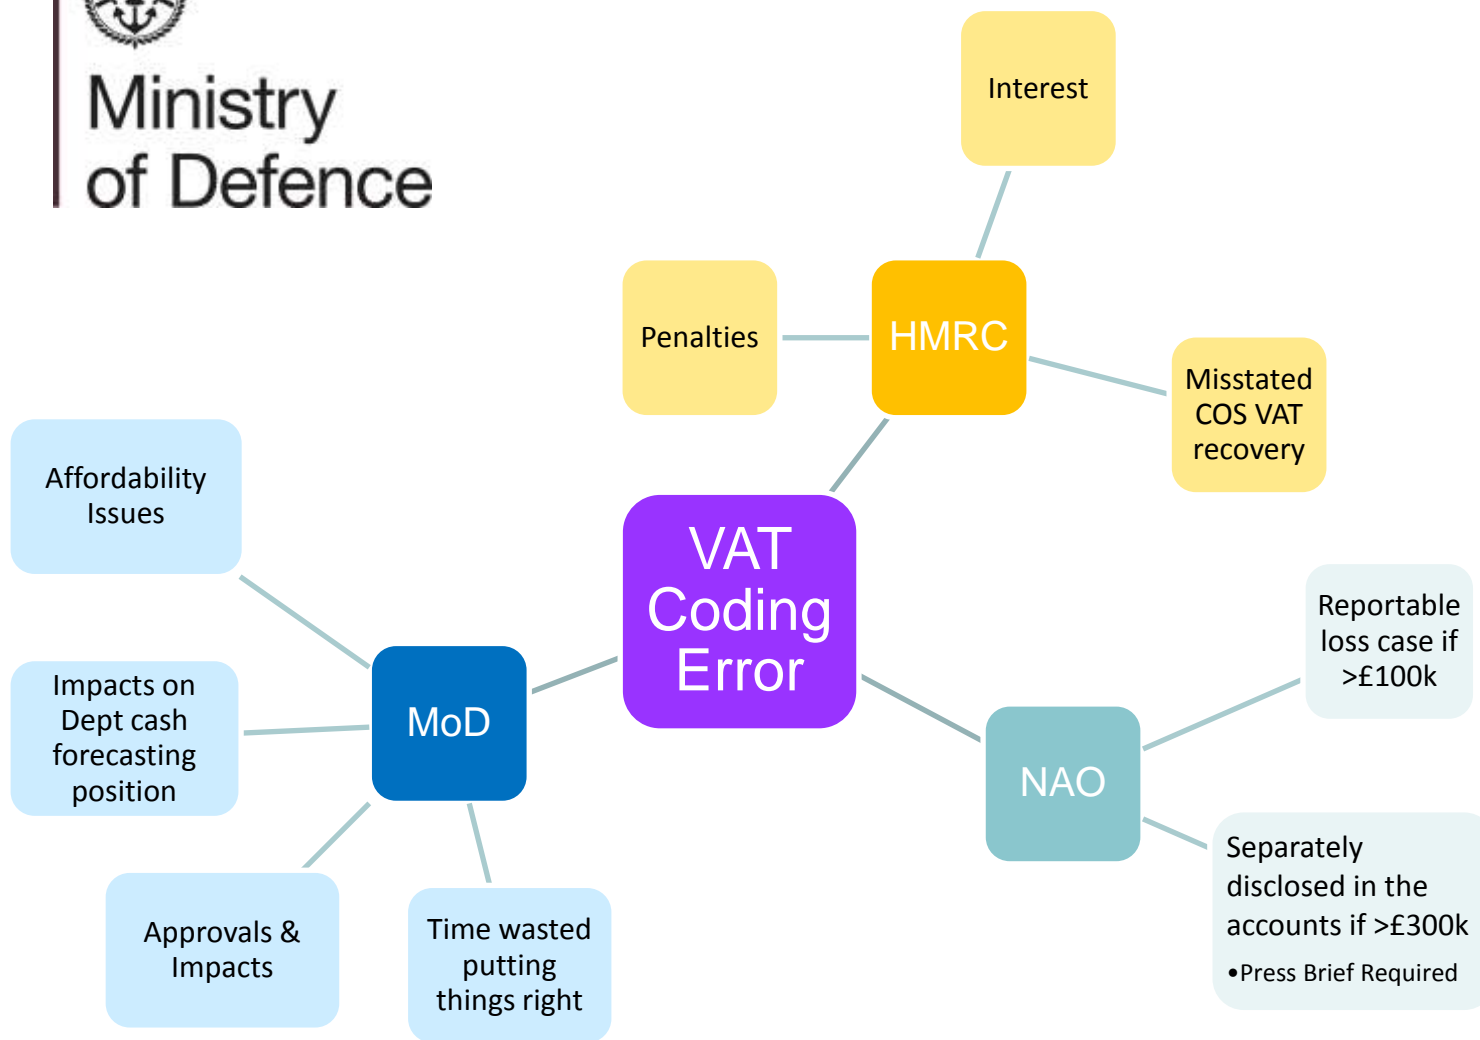 Ministry
of Defence
Interest
Penalties
HMRC
Misstated
COS VAT
recovery
Affordability
Issues
VAT
Coding
Error
Impacts on
Dept cash
forecasting
position
MoD
Reportable
loss case if
>£100k
NAO
Approvals &
Impacts
Time wasted
putting
things right
Separately
disclosed in the
accounts if >£300k
•Press Brief Required